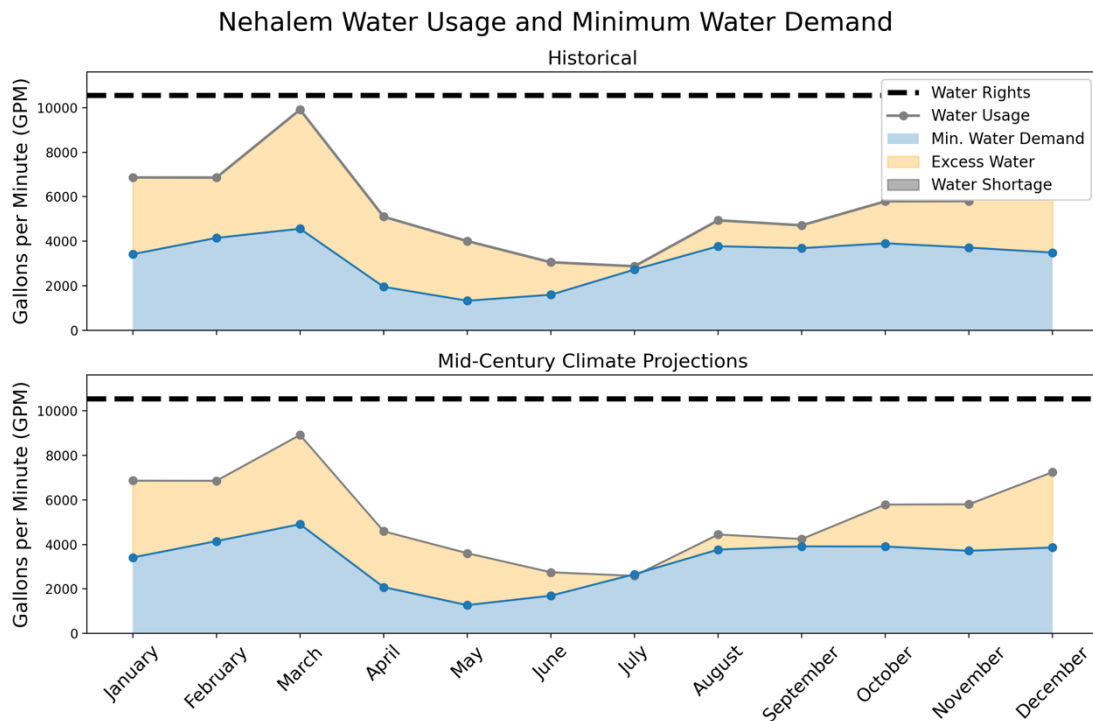 Nehalem Water Usage and Minimum Water Demand
Historical
Gallons per Minute (GPM)
10000
8000
6000
4000
2000
0
Water Rights
Water Usage
Min. Water Demand
Excess Water
Water Shortage
Mid-Century Climate Projections
Gallons per Minute (GPM)
10000
8000
6000
4000
2000
0
January
February
March
April
May
June
July
August
September
October
November
December